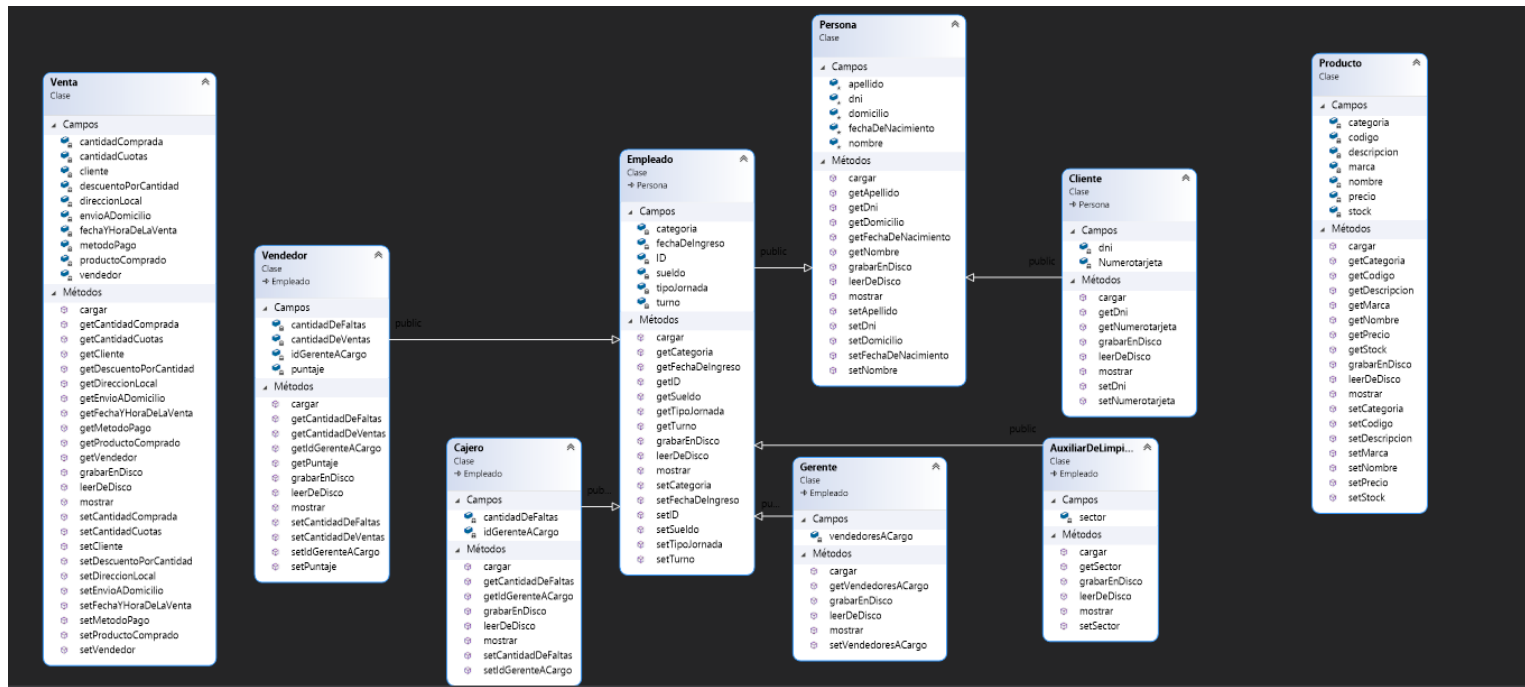 Venta
Clase
Campos
cantidadComprada
cantidadCuotas
cliente
descuentoPorCantidad
direccionLocal
envioADomicilio
fechaYHoraDeLaVenta
metodoPago
productoComprado
vendedor
Métodos
cargar
getCantidadComprada
getCantidadCuotas
getCliente
getDescuentoPorCantidad
getDireccionLocal
getEnvioADomicilio
getFechaYHoraDeLaVenta
getMetodoPago
getProductoComprado
getVendedor
grabarEnDisco
leerDeDisco
mostrar
setCantidadComprada
setCantidadCuotas
setCliente
setDescuentoPorCantidad
setDireccionLocal
setEnvioADomicilio
setFechaYHoraDeLaVenta
setMetodoPago
setProductoComprado
setVendedor
Vendedor
Clase
Empleado
Campos
cantidadDeFaltas
cantidadDeVentas
idGerenteACargo
puntaje
Métodos
cargar
getCantidadDeFaltas
getCantidadDeVentas
getIdGerenteACargo
getPuntaje
grabarEnDisco
leerDeDisco
mostrar
setCantidadDeFaltas
setCantidadDeVentas
setIdGerenteACargo
setPuntaje
public
Cajero
Clase
Empleado
Campos
cantidadDeFaltas
idGerenteACargo
Métodos
cargar
getCantidadDeFaltas
getIdGerenteACargo
grabarEnDisco
leerDeDisco
mostrar
setCantidadDeFaltas
setIdGerenteACargo
pub...
Empleado
Clase
Persona
Campos
categoria
fechaDeIngreso
ID
sueldo
tipoJornada
turno
Métodos
cargar
getCategoria
getFechaDeIngreso
getID
getSueldo
getTipoJornada
getTurno
grabarEnDisco
leerDeDisco
mostrar
setCategoria
setFechaDeIngreso
setID
setSueldo
setTipoJornada
setTurno
public
Persona
Clase
Campos
apellido
dni
domicilio
fechaDeNacimiento
nombre
Métodos
cargar
getApellido
getDni
getDomicilio
getFechaDeNacimiento
getNombre
grabarEnDisco
leerDeDisco
mostrar
setApellido
setDni
setDomicilio
setFechaDeNacimiento
setNombre
pu...
Gerente
Clase
Empleado
Campos
vendedoresACargo
Métodos
cargar
getVendedoresACargo
grabarEnDisco
leerDeDisco
mostrar
setVendedoresACargo
public
Cliente
Clase
Persona
Campos
dni
Numerotarjeta
Métodos
cargar
getDni
getNumerotarjeta
grabarEnDisco
leerDeDisco
mostrar
setDni
setNumerotarjeta
public
AuxiliarDeLimpi...
Clase
Empleado
Campos
sector
Métodos
cargar
getSector
grabarEnDisco
leerDeDisco
mostrar
setSector
Producto
Clase
Campos
categoria
codigo
descripcion
marca
nombre
precio
stock
Métodos
cargar
getCategoria
getCodigo
getDescripcion
getMarca
getNombre
getPrecio
getStock
grabarEnDisco
leerDeDisco
mostrar
setCategoria
setCodigo
setDescripcion
setMarca
setNombre
setPrecio
setStock